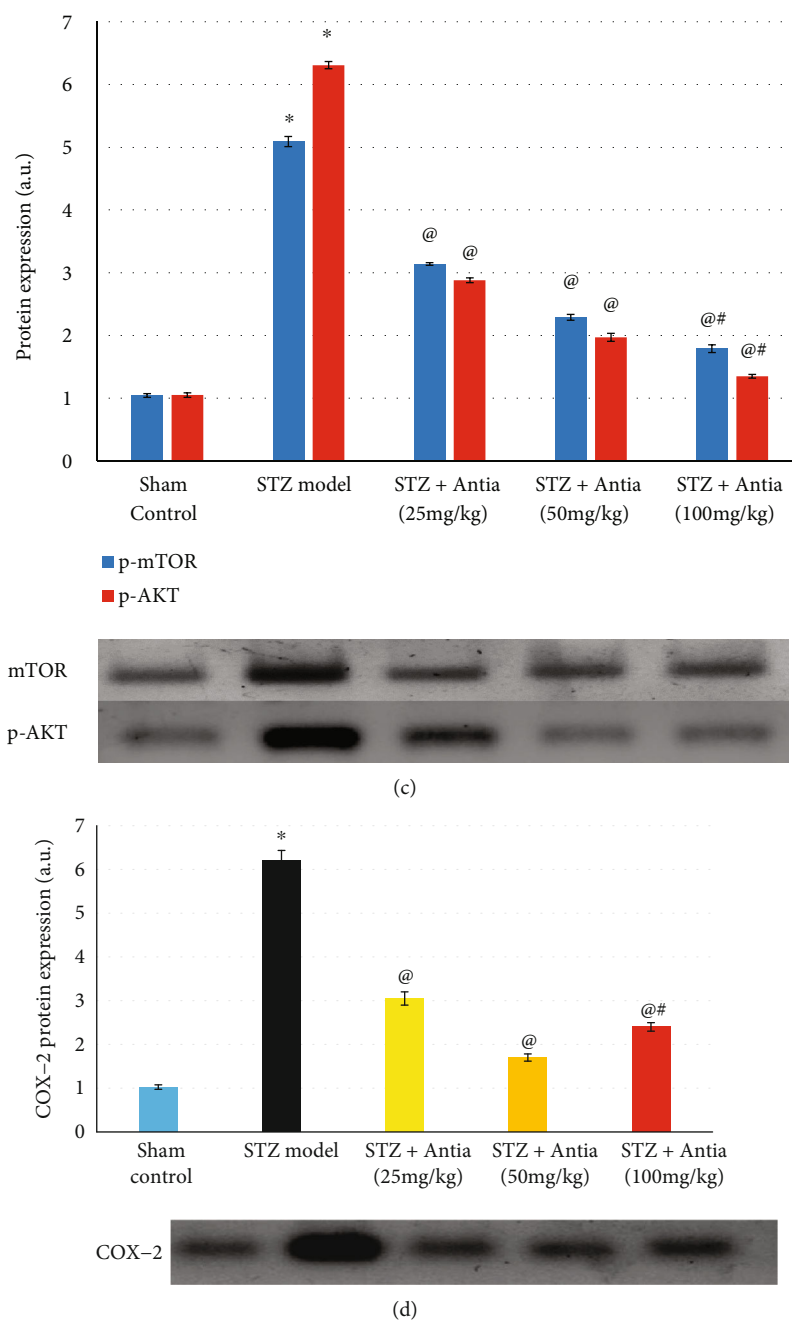 7
6
5
4
3
2
1
0
Protein expression (a.u.)
*
*
@
@
@
@
@#
@#
Sham
Control
STZ model
STZ + Antia
(25mg/kg)
STZ + Antia
(50mg/kg)
STZ + Antia
(100mg/kg)
p-mTOR
p-AKT
mTOR
p-AKT
(c)
7
6
5
4
3
2
1
0
COX−2 protein expression (a.u.)
*
@
@
@#
Sham
control
STZ model
STZ + Antia
(25mg/kg)
STZ + Antia
(50mg/kg)
STZ + Antia
(100mg/kg)
COX−2
(d)